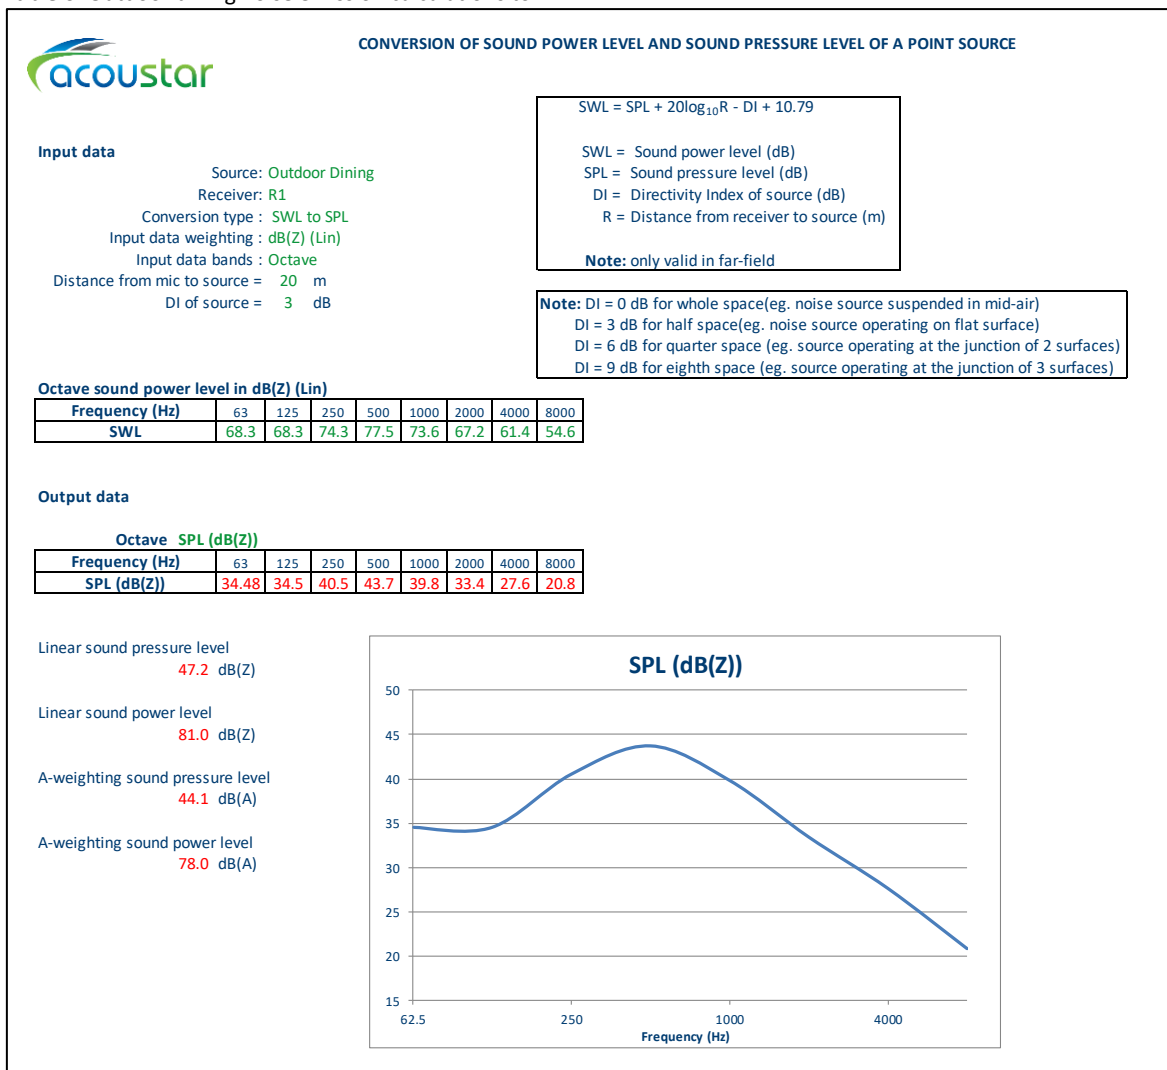 CONVERSION OF SOUND POWER LEVEL AND SOUND PRESSURE LEVEL OF A POINT SOURCE
acoustar
SWL = SPL + 20log10R - DI + 10.79
SWL = Sound power level (dB)
SPL = Sound pressure level (dB)
DI = Directivity Index of source (dB)
R = Distance from receiver to source (m)
Note: only valid in far-field
Input data
Source: Outdoor Dining
Receiver: R1
Conversion type : SWL to SPL
Input data weighting : dB(Z) (Lin)
Input data bands : Octave
Distance from mic to source = 20 m
DI of source = 3 dB
Note: DI = 0 dB for whole space(eg. noise source suspended in mid-air)
DI = 3 dB for half space(eg. noise source operating on flat surface)
DI = 6 dB for quarter space (eg. source operating at the junction of 2 surfaces)
DI = 9 dB for eighth space (eg. source operating at the junction of 3 surfaces)
Octave sound power level in dB(Z) (Lin)
Frequency (Hz) 63 125 250 500 1000 2000 4000 8000
SWL 68.3 68.3 74.3 77.5 73.6 67.2 61.4 54.6
Output data
Octave SPL (dB(Z))
Frequency (Hz) 63 125 250 500 1000 2000 4000 8000
SPL (dB(Z)) 34.48 34.5 40.5 43.7 39.8 33.4 27.6 20.8
Linear sound pressure level
47.2 dB(Z)
Linear sound power level
81.0 dB(Z)
A-weighting sound pressure level
44.1 dB(A)
A-weighting sound power level
78.0 dB(A)
SPL (dB(Z))
50
45
40
35
30
25
20
15
62.5 250 1000 4000
Frequency (Hz)